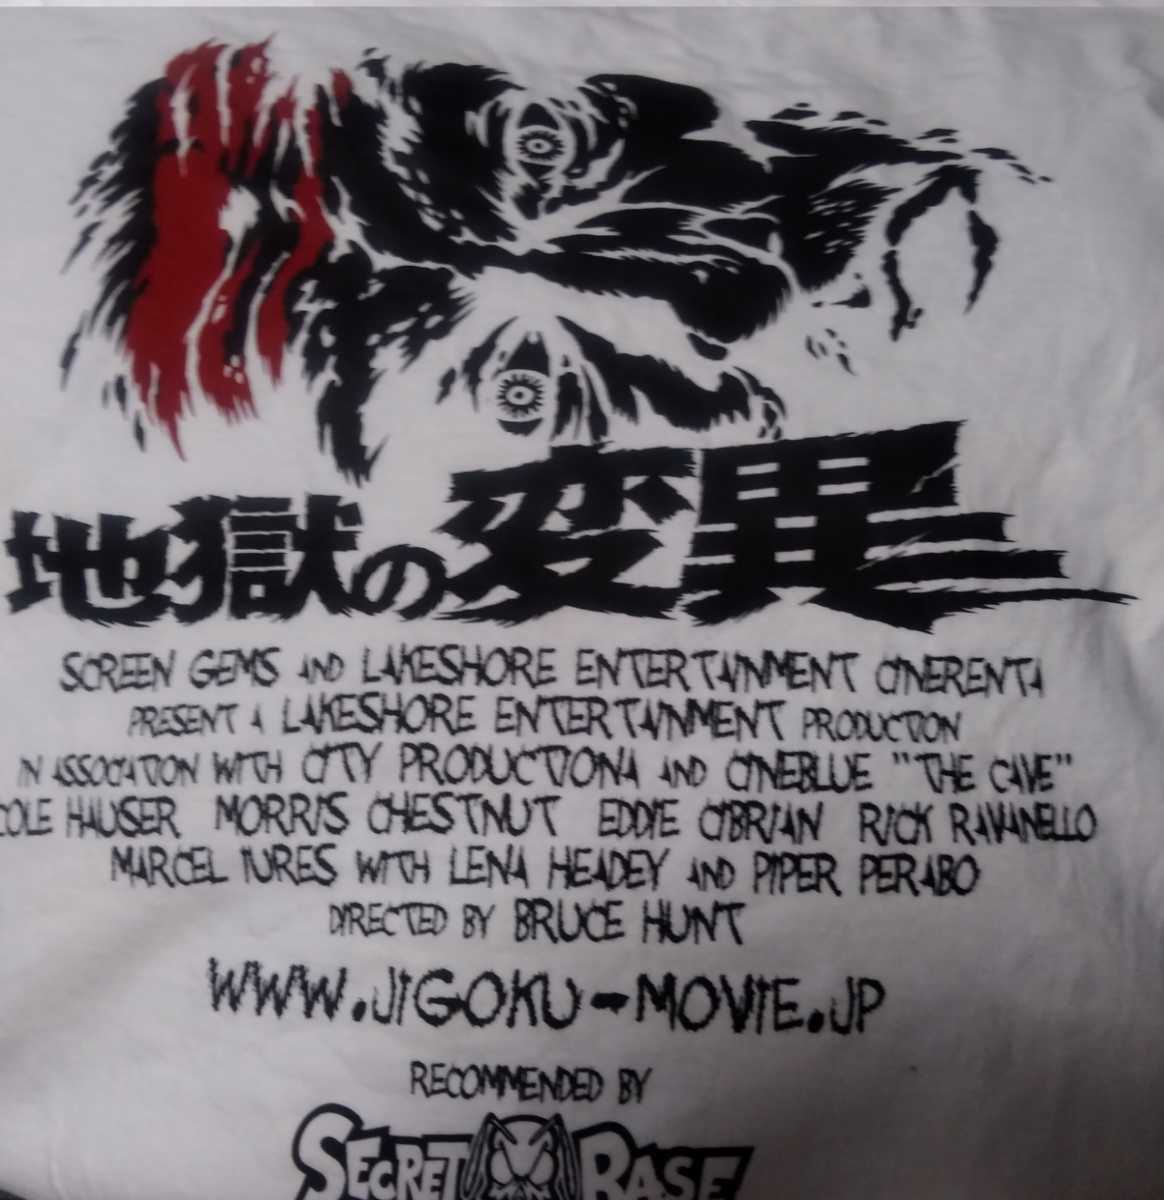 地獄の変異
SCREEN GEMS AND LAKESHORE ENTERTAINMENT CINERENTA
PRESENT A LAKESHORE ENTERTAINMENT PRODUCTION
IN ASSOCIATION WITH CITY PRODUCTIONA AND CINEBLUE "THE CAVE"
COLE HAUSER MORRIS CHESTNUT EDDIE CIBRIAN RICK RAVANELLO
MARCEL IURES WITH LENA HEADEY AND PIPER PERABO
DIRECTED BY BRUCE HUNT
WWW.JIGOKU-MOVIE.JP
RECOMMENDED BY
SECRET BASE